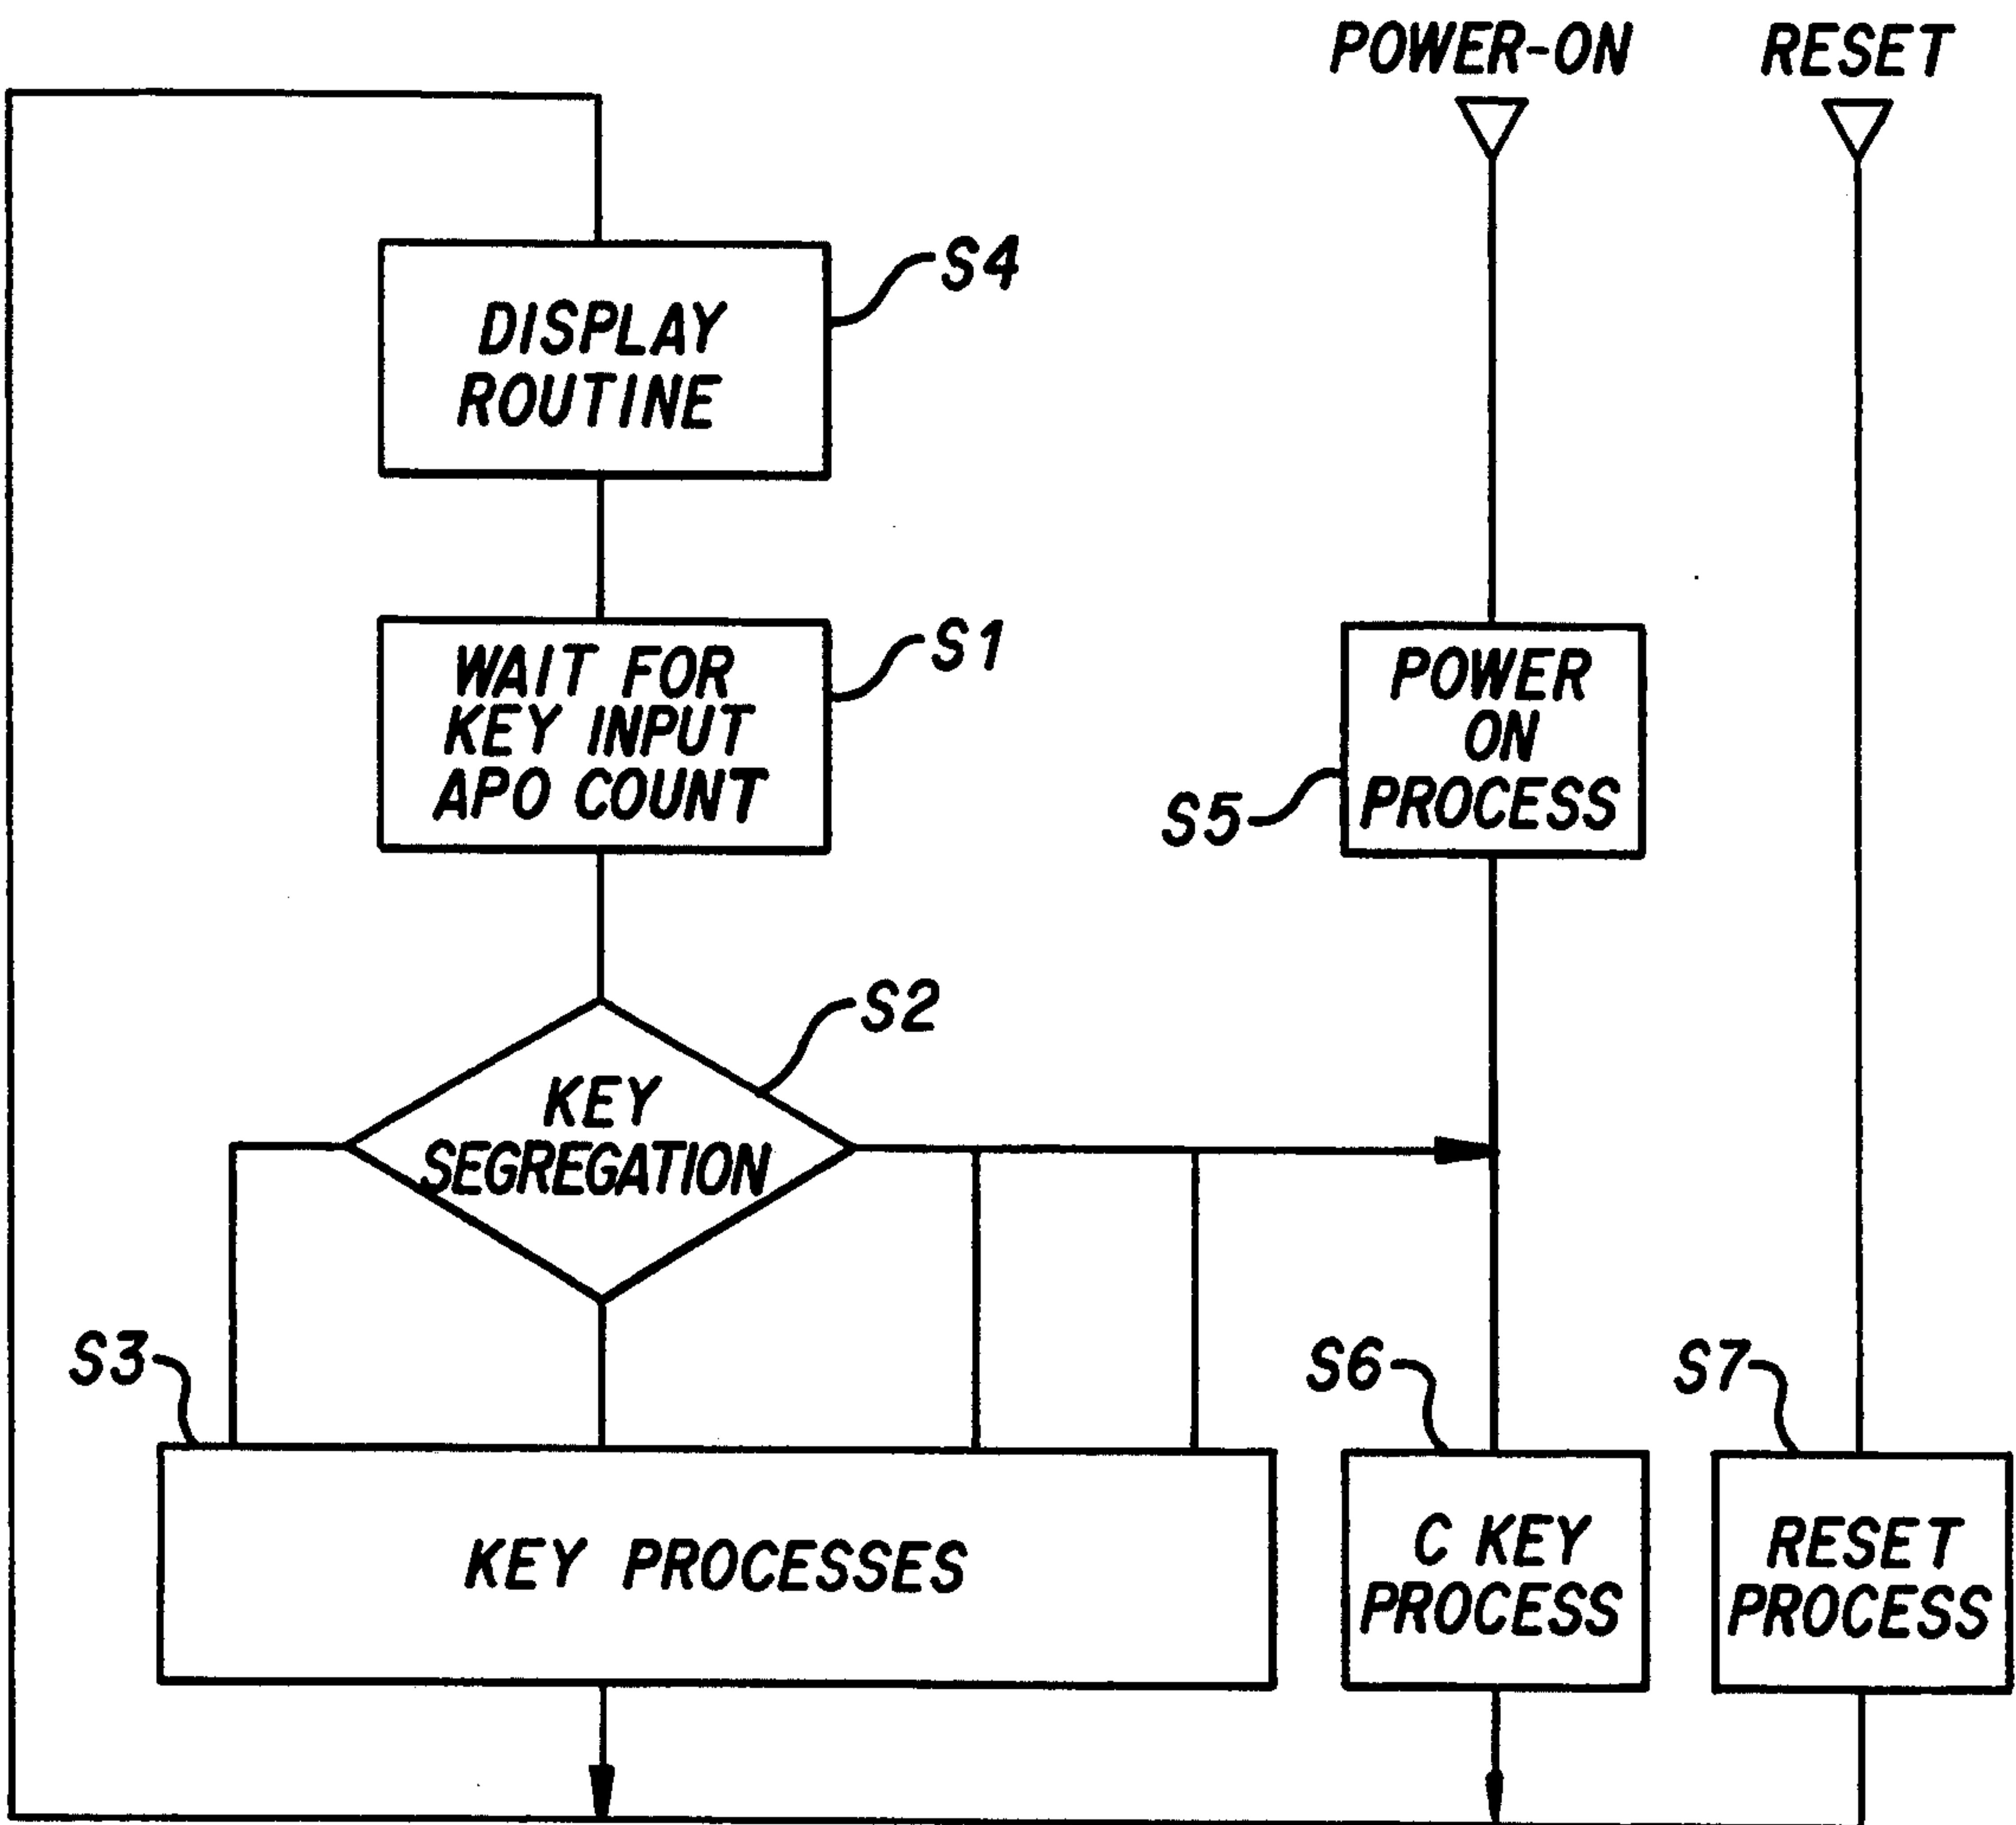 POWER-ON
RESET
S4
DISPLAY
ROUTINE
S1
WAIT FOR
KEY INPUT
APO COUNT
POWER
ON
PROCESS
S5
S2
KEY
SEGREGATION
S3
S6
S7
KEY PROCESSES
C KEY
PROCESS
RESET
PROCESS